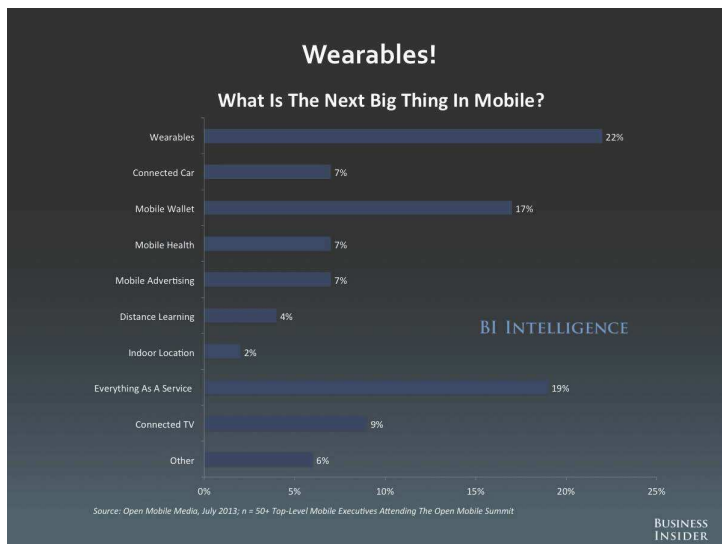 Wearables!
What Is The Next Big Thing In Mobile?
Wearables 22%
Connected Car 7%
Mobile Wallet 17%
Mobile Health 7%
Mobile Advertising 7%
Distance Learning 4%
BI INTELLIGENCE
Indoor Location 2%
Everything As A Service 19%
Connected TV 9%
Other 6%
0% 5% 10% 15% 20% 25%
Source: Open Mobile Media, July 2013; n = 50+ Top-Level Mobile Executives Attending The Open Mobile Summit
BUSINESS
INSIDER